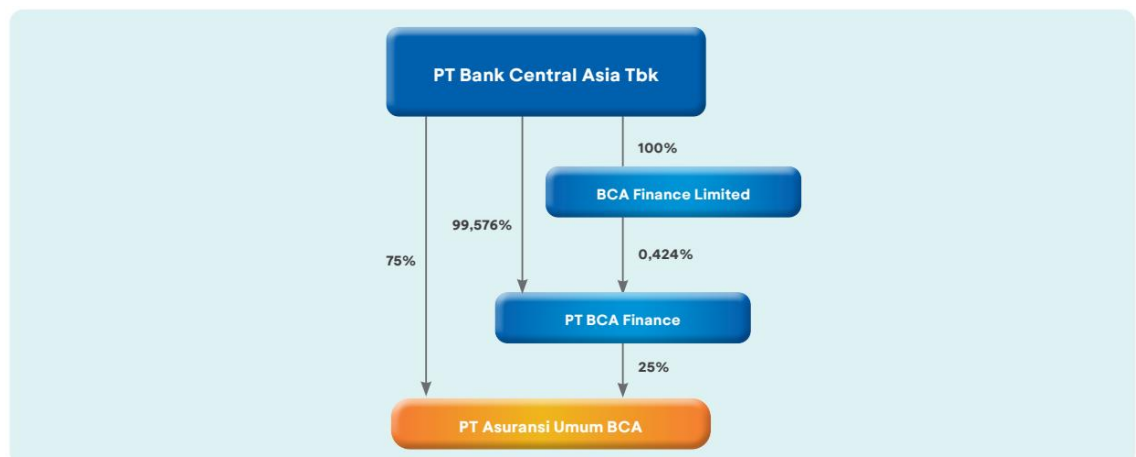 PT Bank Central Asia Tbk
100%
BCA Finance Limited
99,576%
0,424%
75%
PT BCA Finance
25%
PT Asuransi Umum BCA